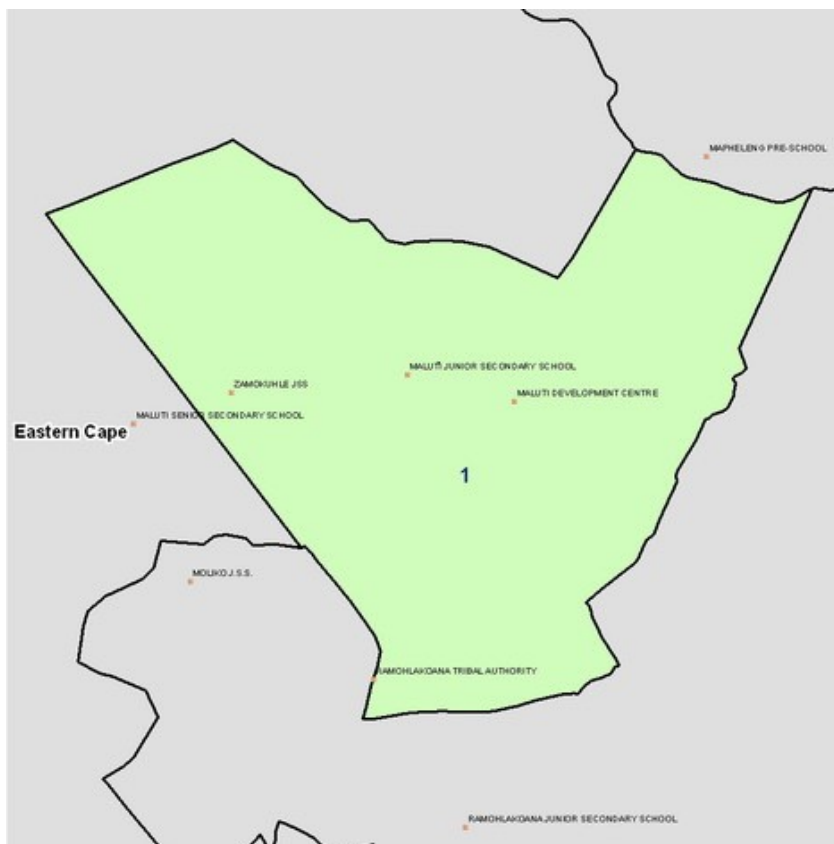 MAPHELENG PRE-SCHOOL
MALUTI JUNIOR SECONDARY SCHOOL
ZAMOKUHLE JSS
MALUTI DEVELOPMENT CENTRE
MALUTI SENIOR SECONDARY SCHOOL
Eastern Cape
1
MOLIKO J.S.S.
RAMOHLAKOANA TRIBAL AUTHORITY
RAMOHLAKOANA JUNIOR SECONDARY SCHOOL